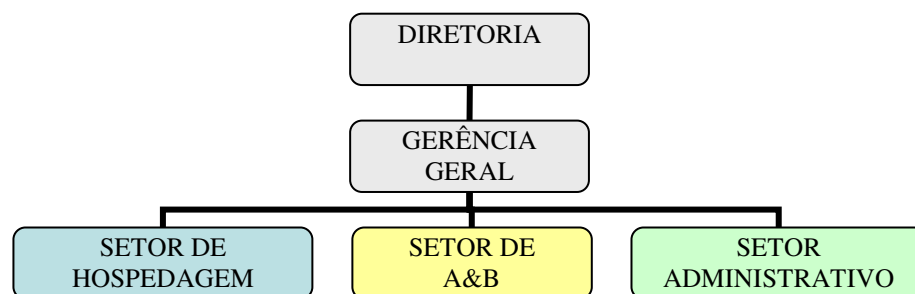 DIRETORIA
GERÊNCIA
GERAL
SETOR DE
HOSPEDAGEM
SETOR DE
A&B
SETOR
ADMINISTRATIVO